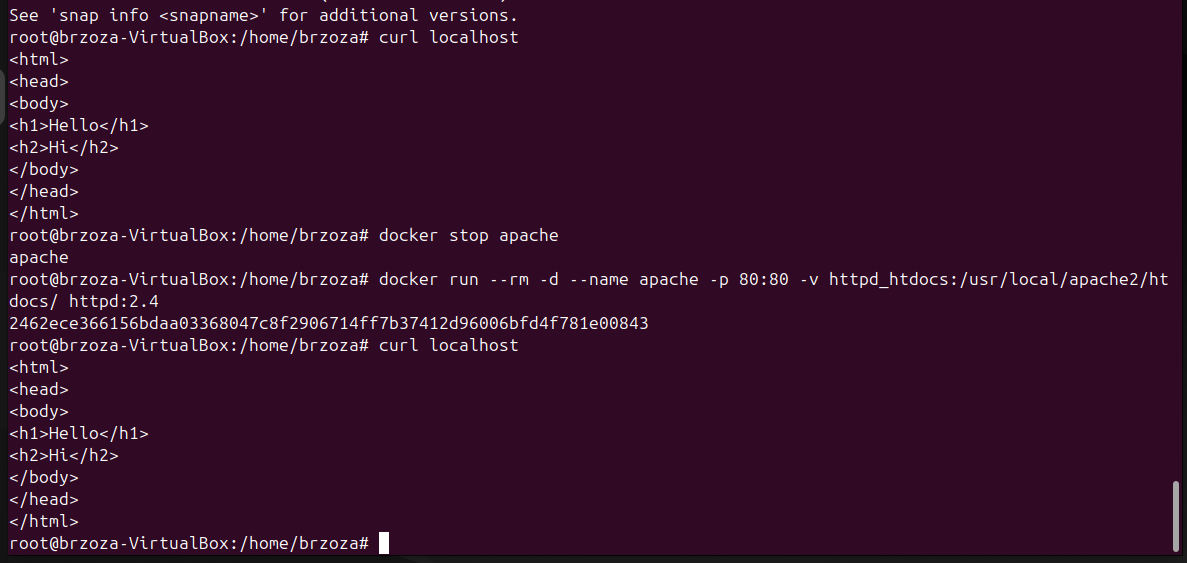 See 'snap info <snapname>' for additional versions.
root@brzoza-VirtualBox:/home/brzoza# curl localhost
<html>
<head>
<body>
<h1>Hello</h1>
<h2>Hi</h2>
</body>
</head>
</html>
root@brzoza-VirtualBox:/home/brzoza# docker stop apache
apache
root@brzoza-VirtualBox:/home/brzoza# docker run --rm -d --name apache -p 80:80 -v httpd_htdocs:/usr/local/apache2/ht
docs/ httpd:2.4
2462ece366156bdaa03368047c8f2906714ff7b37412d96006bfd4f781e00843
root@brzoza-VirtualBox:/home/brzoza# curl localhost
<html>
<head>
<body>
<h1>Hello</h1>
<h2>Hi</h2>
</body>
</head>
</html>
root@brzoza-VirtualBox:/home/brzoza#